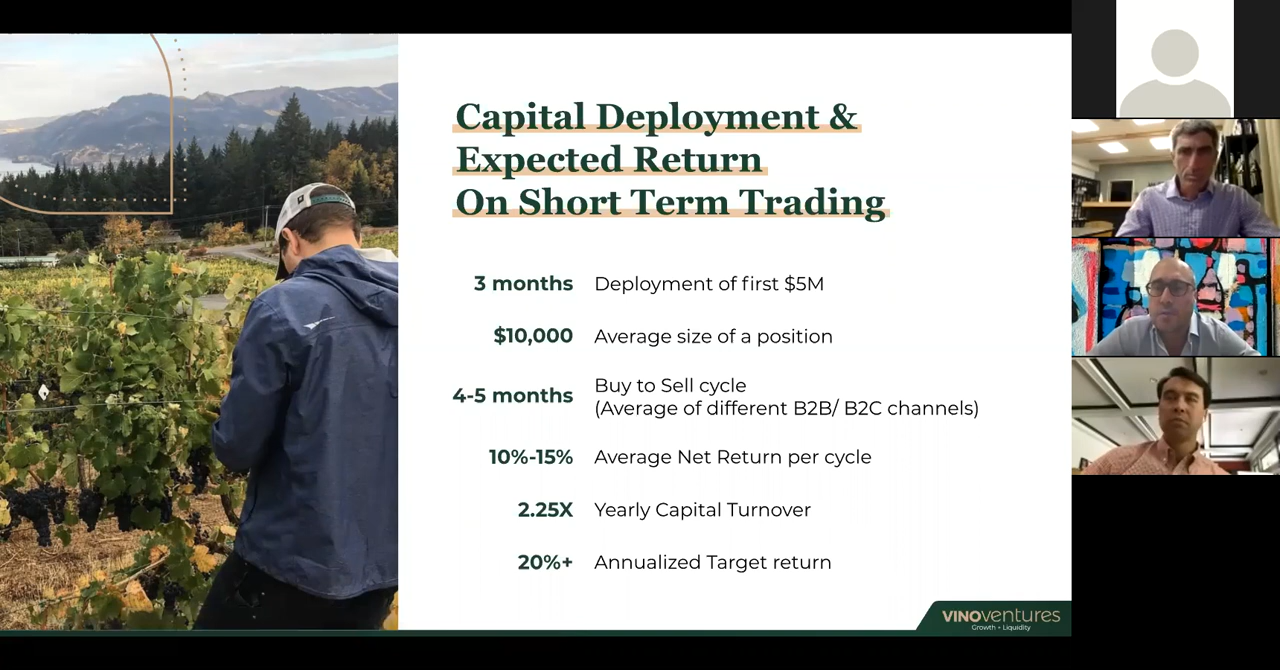 Capital Deployment &
Expected Return
On Short Term Trading
3 months Deployment of first $5M
$10,000 Average size of a position
4-5 months Buy to Sell cycle
(Average of different B2B/ B2C channels)
10%-15% Average Net Return per cycle
2.25X Yearly Capital Turnover
20%+ Annualized Target return
VINOVENTURES
Growth + Liquidity